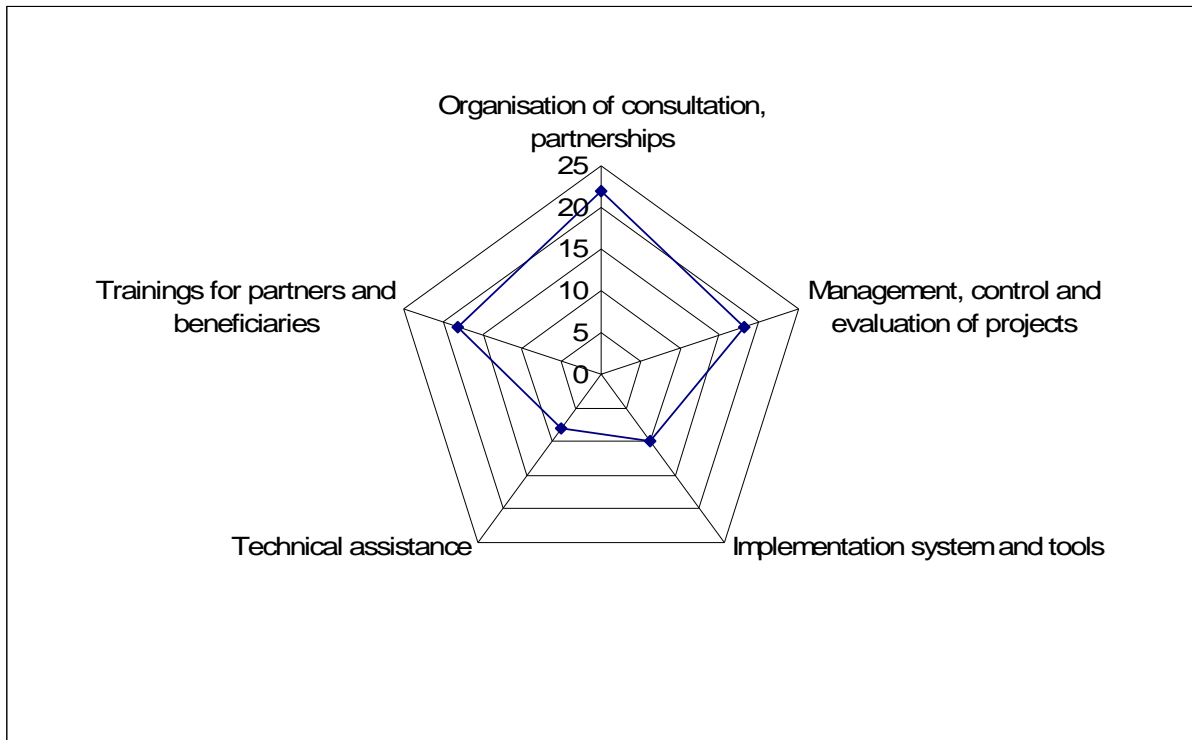 Organisation of consultation,
partnerships
25
20
15
10
5
0
Trainings for partners and
beneficiaries
Management, control and
evaluation of projects
Technical assistance
Implementation system and tools